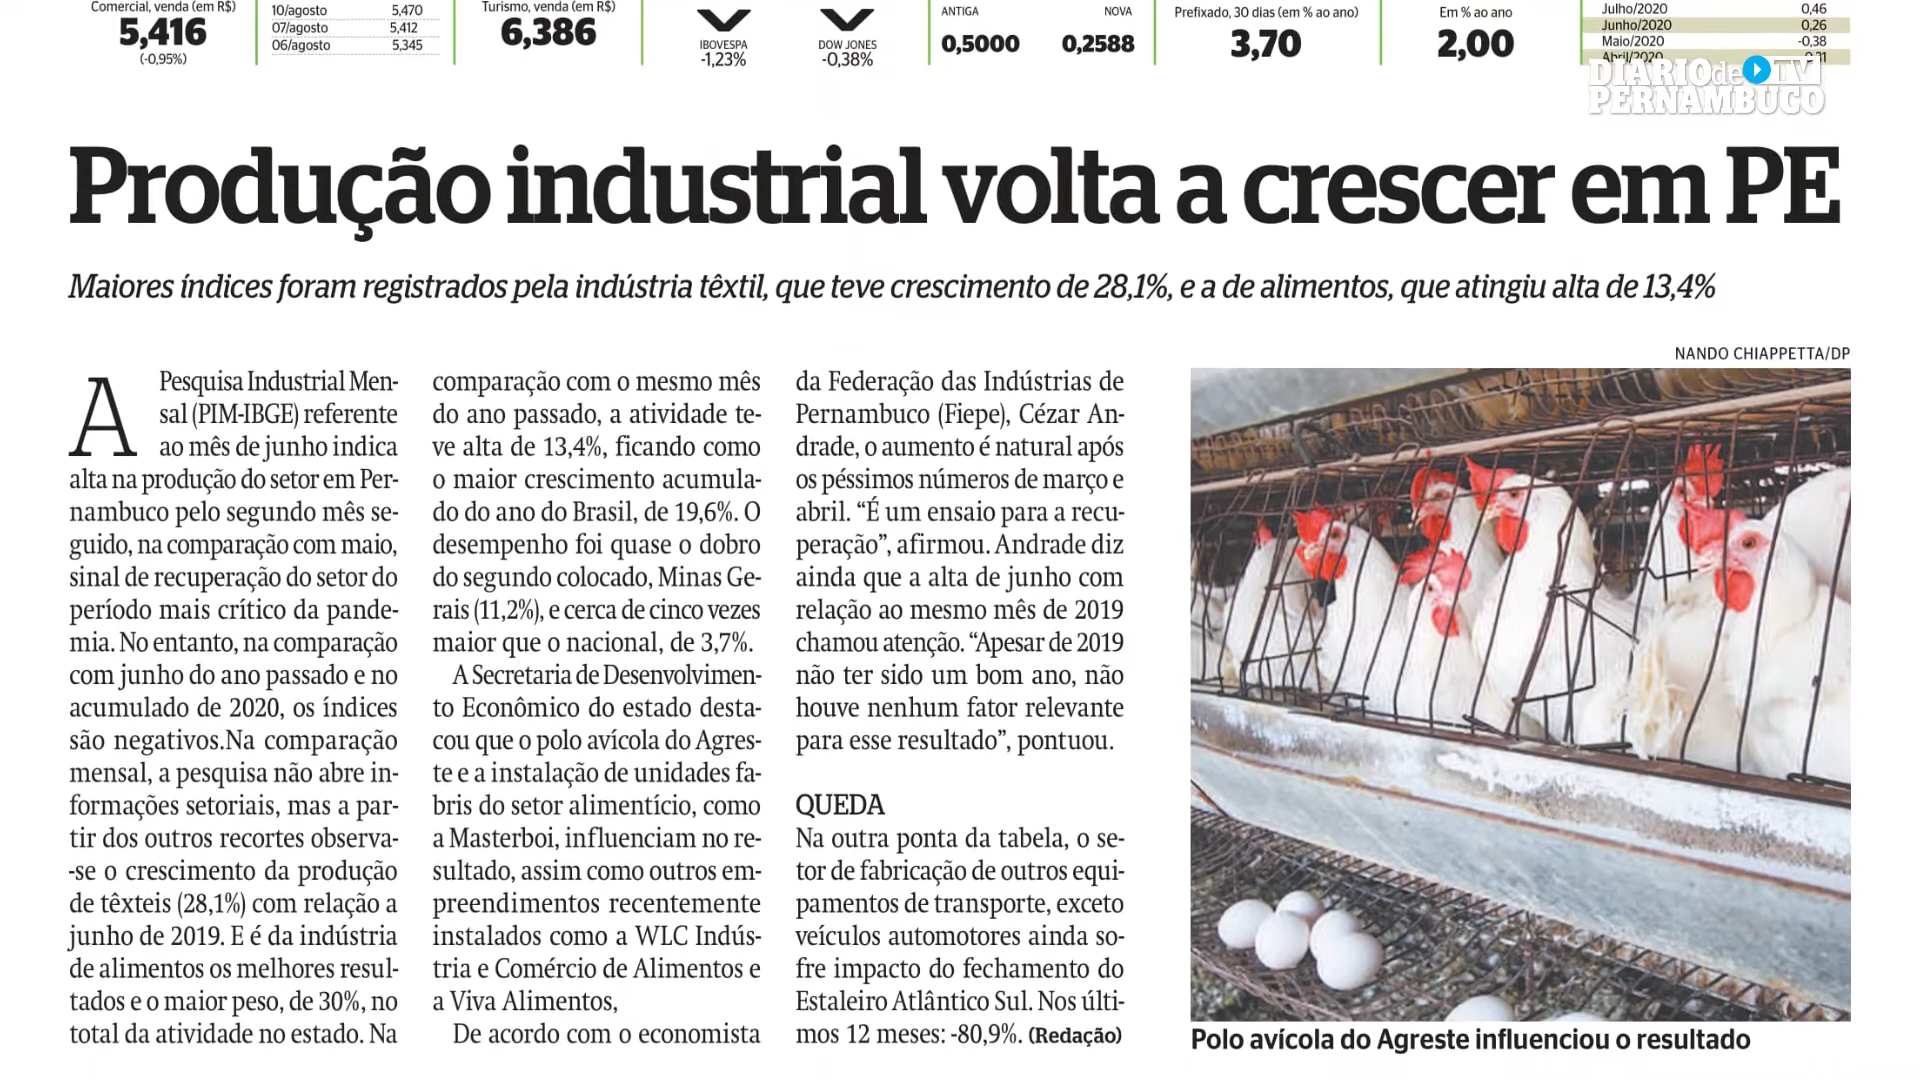 Comercial, venda (em R$)
5,416
(-0,95%)
10/agosto 5,470
07/agosto 5,412
06/agosto 5,345
Turismo, venda (em R$)
6,386
IBOVESPA
-1,23%
DOW JONES
-0,38%
ANTIGA
0,5000
NOVA
0,2588
Prefixado, 30 dias (em % ao ano)
3,70
Em % ao ano
2,00
Julho/2020 0,46
Junho/2020 0,26
Maio/2020 -0,38
Abril/2020
DIARIO de TV
PERNAMBUCO
Produção industrial volta a crescer em PE
Maiores índices foram registrados pela indústria têxtil, que teve crescimento de 28,1%, e a de alimentos, que atingiu alta de 13,4%
A Pesquisa Industrial Men-
sal (PIM-IBGE) referente
ao mês de junho indica
alta na produção do setor em Per-
nambuco pelo segundo mês se-
guido, na comparação com maio,
sinal de recuperação do setor do
período mais crítico da pande-
mia. No entanto, na comparação
com junho do ano passado e no
acumulado de 2020, os índices
são negativos.Na comparação
mensal, a pesquisa não abre in-
formações setoriais, mas a par-
tir dos outros recortes observa-
-se o crescimento da produção
de têxteis (28,1%) com relação a
junho de 2019. E é da indústria
de alimentos os melhores resul-
tados e o maior peso, de 30%, no
total da atividade no estado. Na
comparação com o mesmo mês
do ano passado, a atividade te-
ve alta de 13,4%, ficando como
o maior crescimento acumula-
do do ano do Brasil, de 19,6%. O
desempenho foi quase o dobro
do segundo colocado, Minas Ge-
rais (11,2%), e cerca de cinco vezes
maior que o nacional, de 3,7%.
A Secretaria de Desenvolvimen-
to Econômico do estado desta-
cou que o polo avícola do Agres-
te e a instalação de unidades fa-
bris do setor alimentício, como
a Masterboi, influenciam no re-
sultado, assim como outros em-
preendimentos recentemente
instalados como a WLC Indús-
tria e Comércio de Alimentos e
a Viva Alimentos,
De acordo com o economista
da Federação das Indústrias de
Pernambuco (Fiepe), Cézar An-
drade, o aumento é natural após
os péssimos números de março e
abril. “É um ensaio para a recu-
peração”, afirmou. Andrade diz
ainda que a alta de junho com
relação ao mesmo mês de 2019
chamou atenção. “Apesar de 2019
não ter sido um bom ano, não
houve nenhum fator relevante
para esse resultado”, pontuou.
QUEDA
Na outra ponta da tabela, o se-
tor de fabricação de outros equi-
pamentos de transporte, exceto
veículos automotores ainda so-
fre impacto do fechamento do
Estaleiro Atlântico Sul. Nos últi-
mos 12 meses: -80,9%. (Redação)
NANDO CHIAPPETTA/DP
Polo avícola do Agreste influenciou o resultado